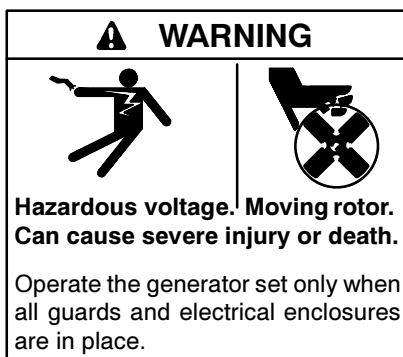 WARNING
Hazardous voltage. Moving rotor.
Can cause severe injury or death.
Operate the generator set only when
all guards and electrical enclosures
are in place.